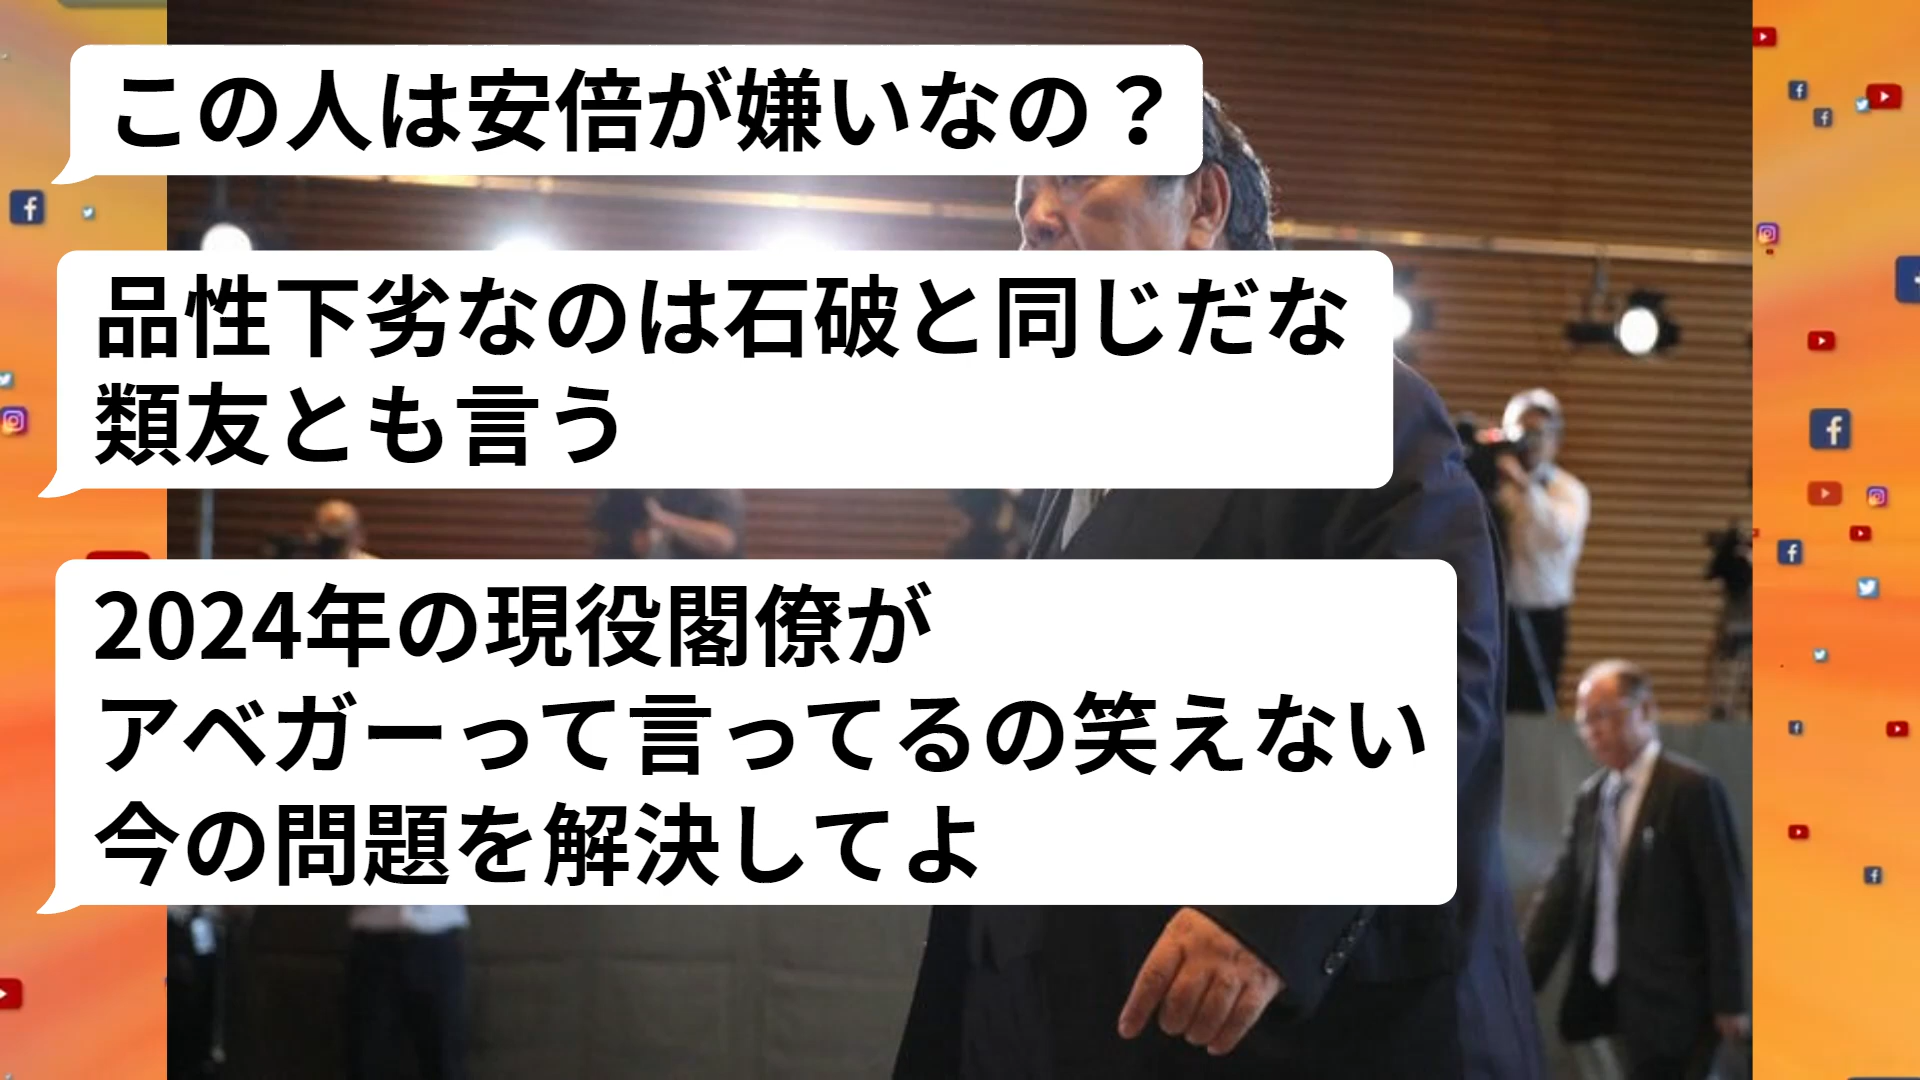 この人は安倍が嫌いなの？
品性下劣なのは石破と同じだな
類友とも言う
2024年の現役閣僚が
アベガーって言ってるの笑えない
今の問題を解決してよ